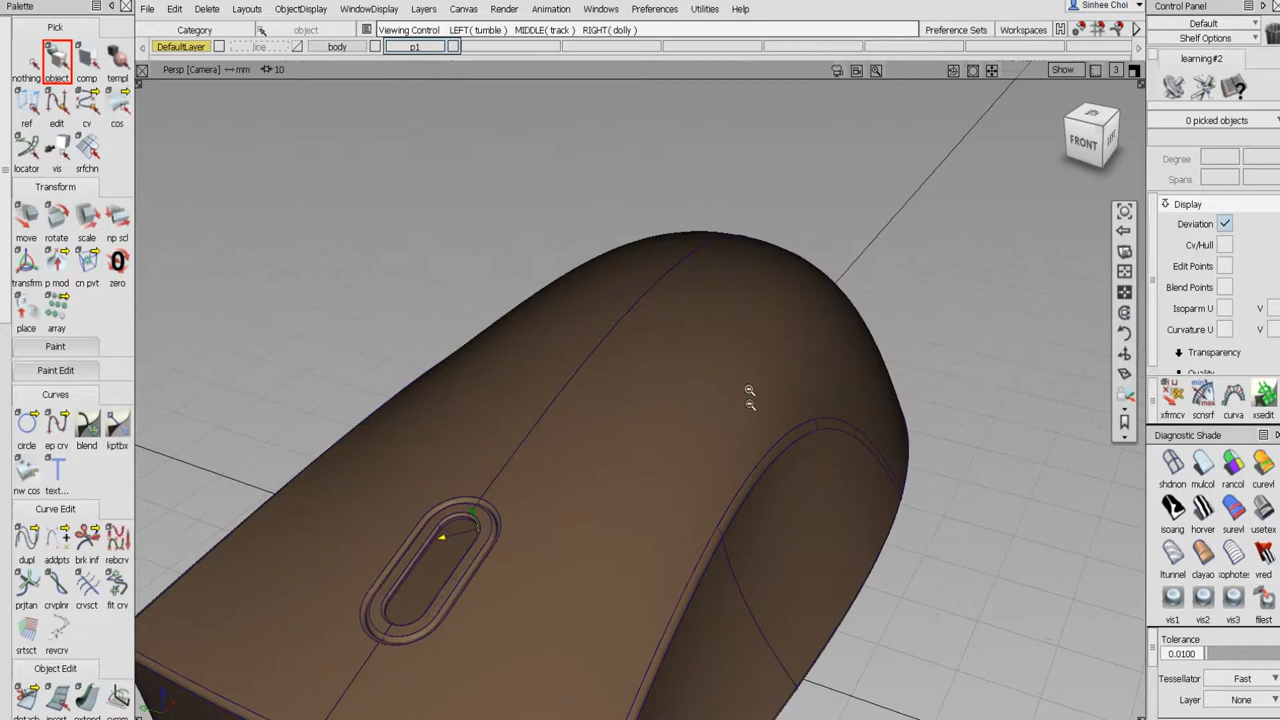 Palette
File Edit Delete Layouts ObjectDisplay WindowDisplay Layers Canvas Render Animation Windows Preferences Utilities Help
Sinhee Choi
Control Panel
Pick
Category
object
Viewing Control LEFT( tumble ) MIDDLE( track ) RIGHT( dolly )
Preference Sets
Workspaces
Default
Shelf Options
DefaultLayer
line
body
p1
learning#2
Persp [Camera] mm 10
Show
3
nothing object comp templ
ref edit cv cos
locator vis srfchn
Transform
move rotate scale np scl
transfrm p mod cn pvt zero
place array
Paint
Paint Edit
Curves
circle ep crv blend kptbx
nw cos text...
Curve Edit
dupl addpts brk inf rebcrv
prjtan crvplnr crvsct fit crv
srtsct revcrv
Object Edit
FRONT
0 picked objects
Degree
Spans
Display
Deviation
Cv/Hull
Edit Points
Blend Points
Isoparm U V
Curvature U V
Transparency
xfrmcv scnsrf curva xsedit
Diagnostic Shade
shdnon mulcol rancol curevl
isoang horver surevl usetex
ltunnel clayao sophotes vred
vis1 vis2 vis3 filest
Tolerance
0.0100
Tessellator Fast
Layer None